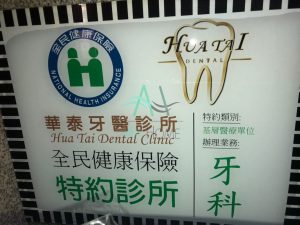 全民健康保險
NATIONAL HEALTH INSURANCE
HUA TAI
DENTAL
華泰牙醫診所
Hua Tai Dental Clinic
全民健康保險
特約診所
特約類別:
基層醫療單位
辦理業務:
牙科